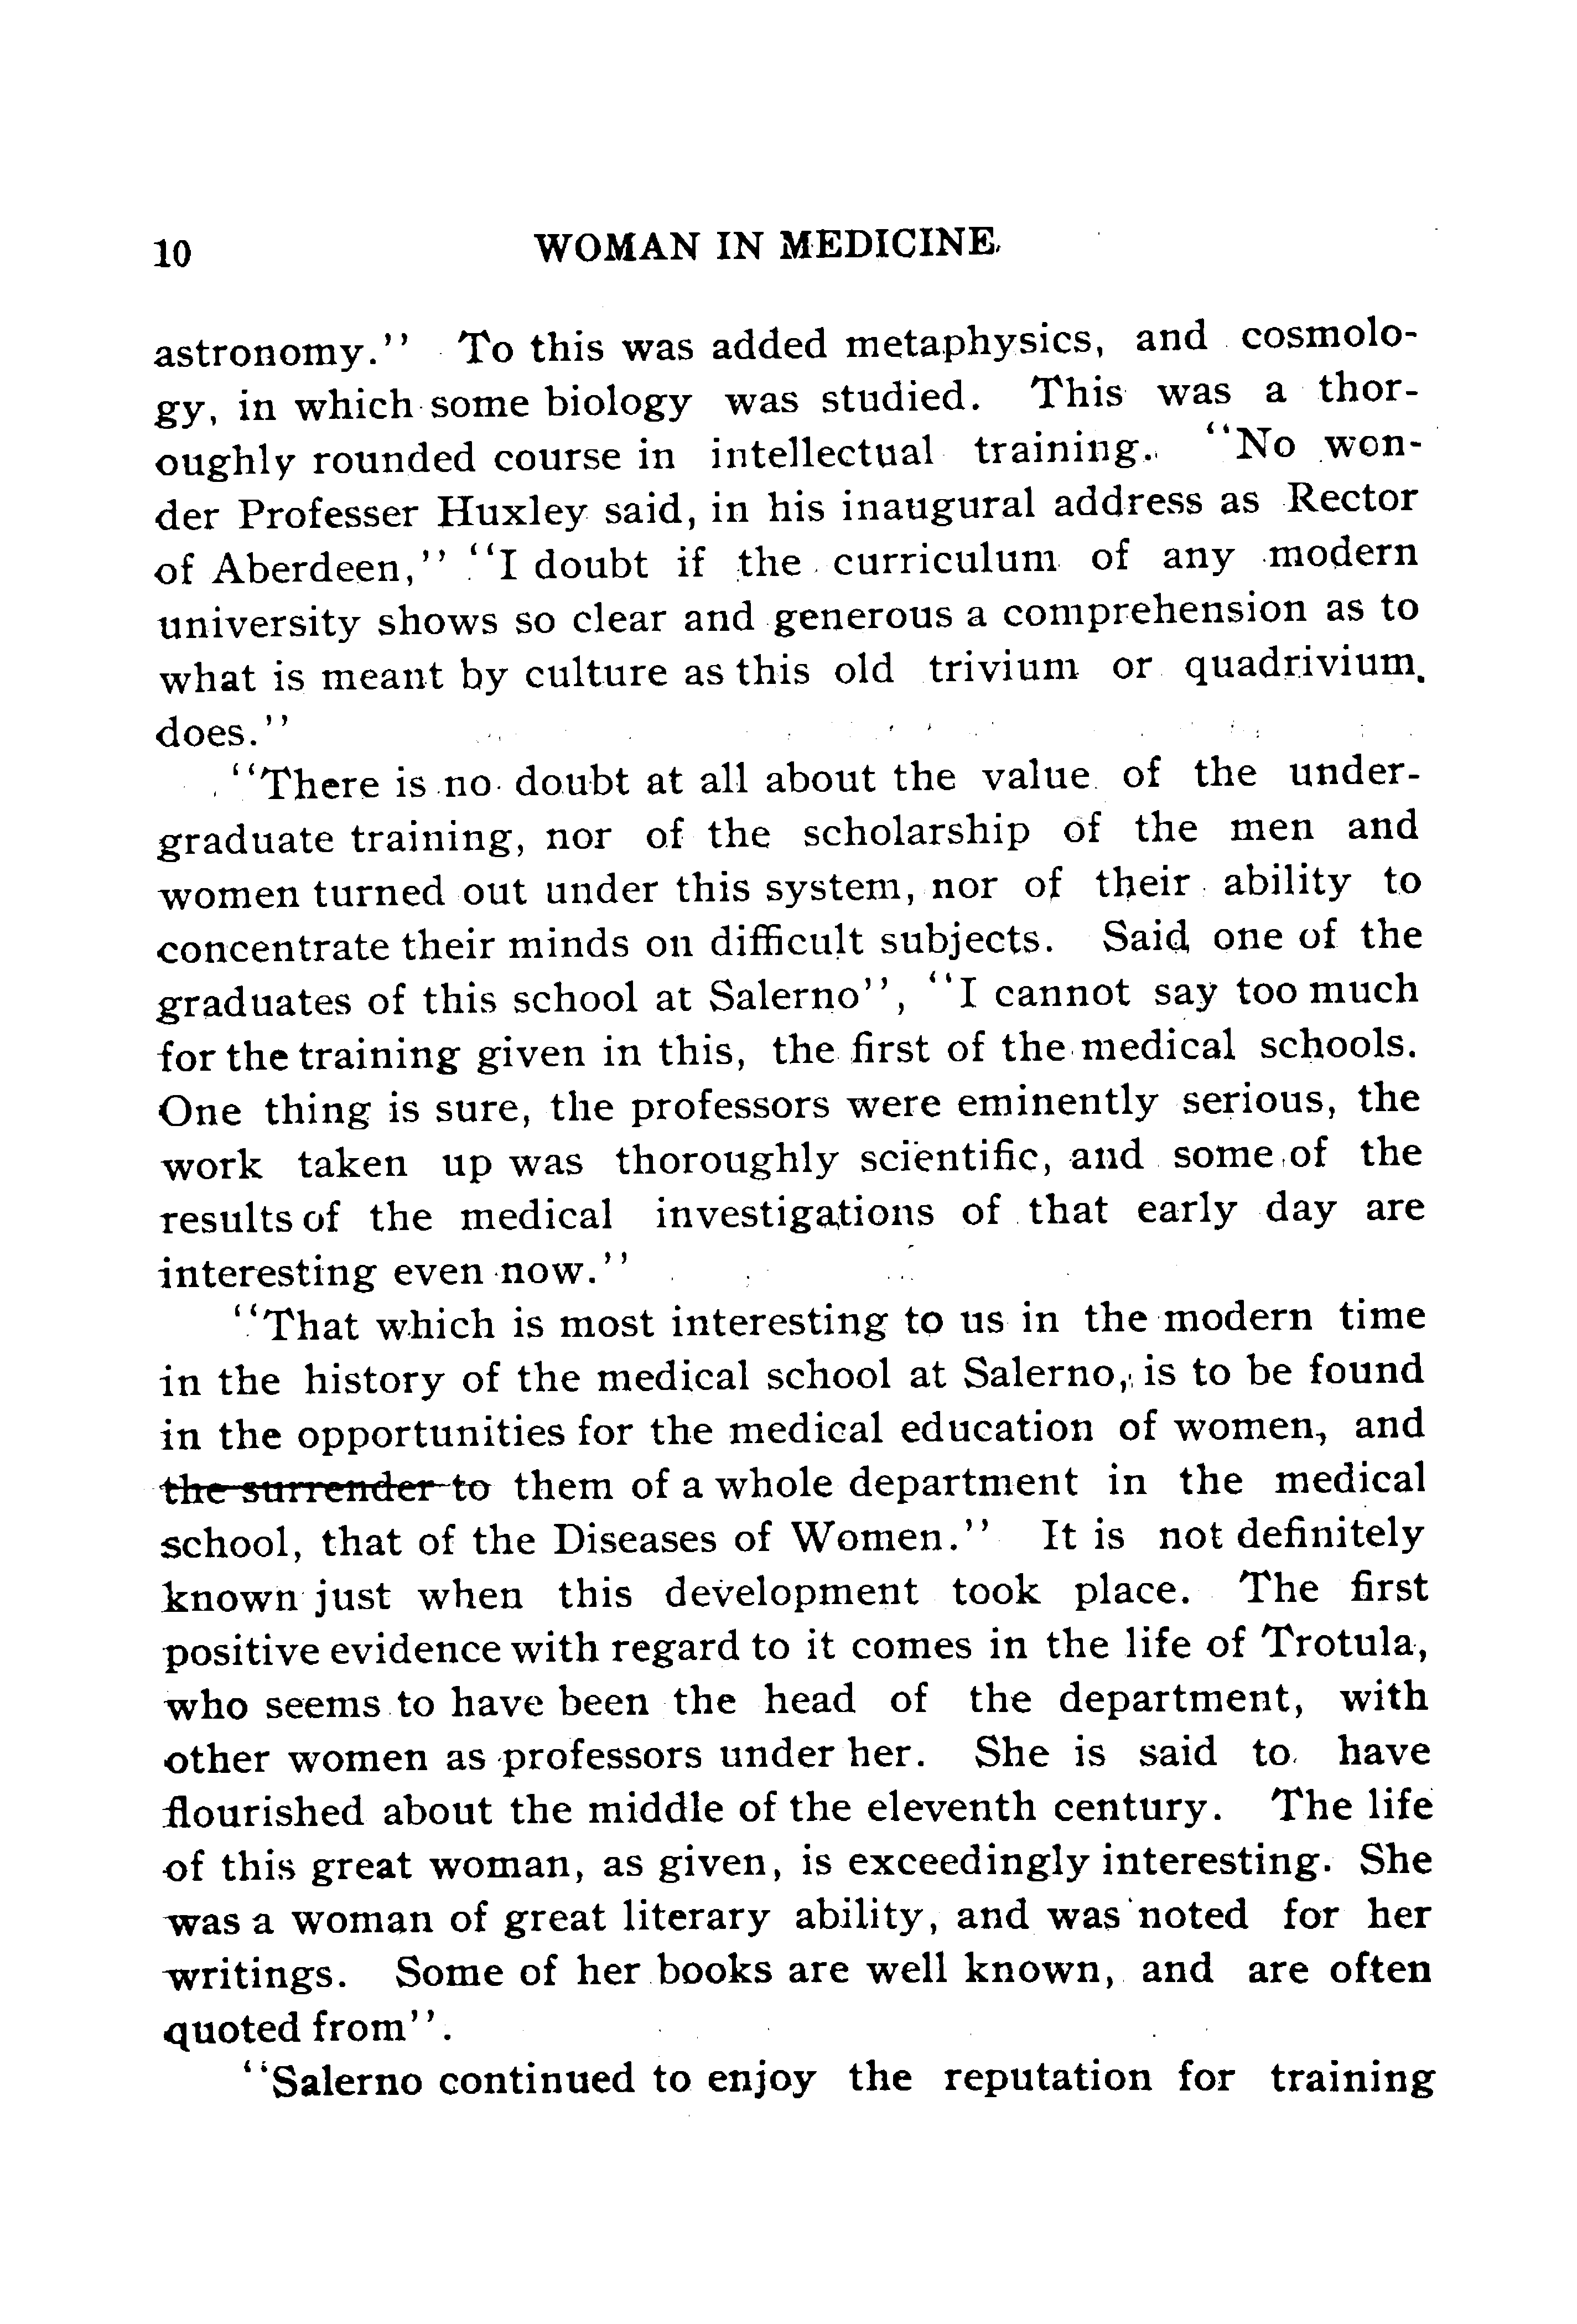 10 WOMAN IN MEDICINE.
astronomy.'' To this was added metaphysics, and cosmolo-
gy, in which some biology was studied. This was a thor-
oughly rounded course in intellectual training. ''No won-
der Professer Huxley said, in his inaugural address as Rector
of Aberdeen,'' ''I doubt if the curriculum of any modern
university shows so clear and generous a comprehension as to
what is meant by culture as this old trivium or quadrivium.
does.''
''There is no doubt at all about the value of the under-
graduate training, nor of the scholarship of the men and
women turned out under this system, nor of their ability to
concentrate their minds on difficult subjects. Said one of the
graduates of this school at Salerno'', ''I cannot say too much
for the training given in this, the first of the medical schools.
One thing is sure, the professors were eminently serious, the
work taken up was thoroughly scientific, and some of the
results of the medical investigations of that early day are
interesting even now.''
''That which is most interesting to us in the modern time
in the history of the medical school at Salerno, is to be found
in the opportunities for the medical education of women, and
the surrender to them of a whole department in the medical
school, that of the Diseases of Women.'' It is not definitely
known just when this development took place. The first
positive evidence with regard to it comes in the life of Trotula,
who seems to have been the head of the department, with
other women as professors under her. She is said to have
flourished about the middle of the eleventh century. The life
of this great woman, as given, is exceedingly interesting. She
was a woman of great literary ability, and was noted for her
writings. Some of her books are well known, and are often
quoted from''.
''Salerno continued to enjoy the reputation for training